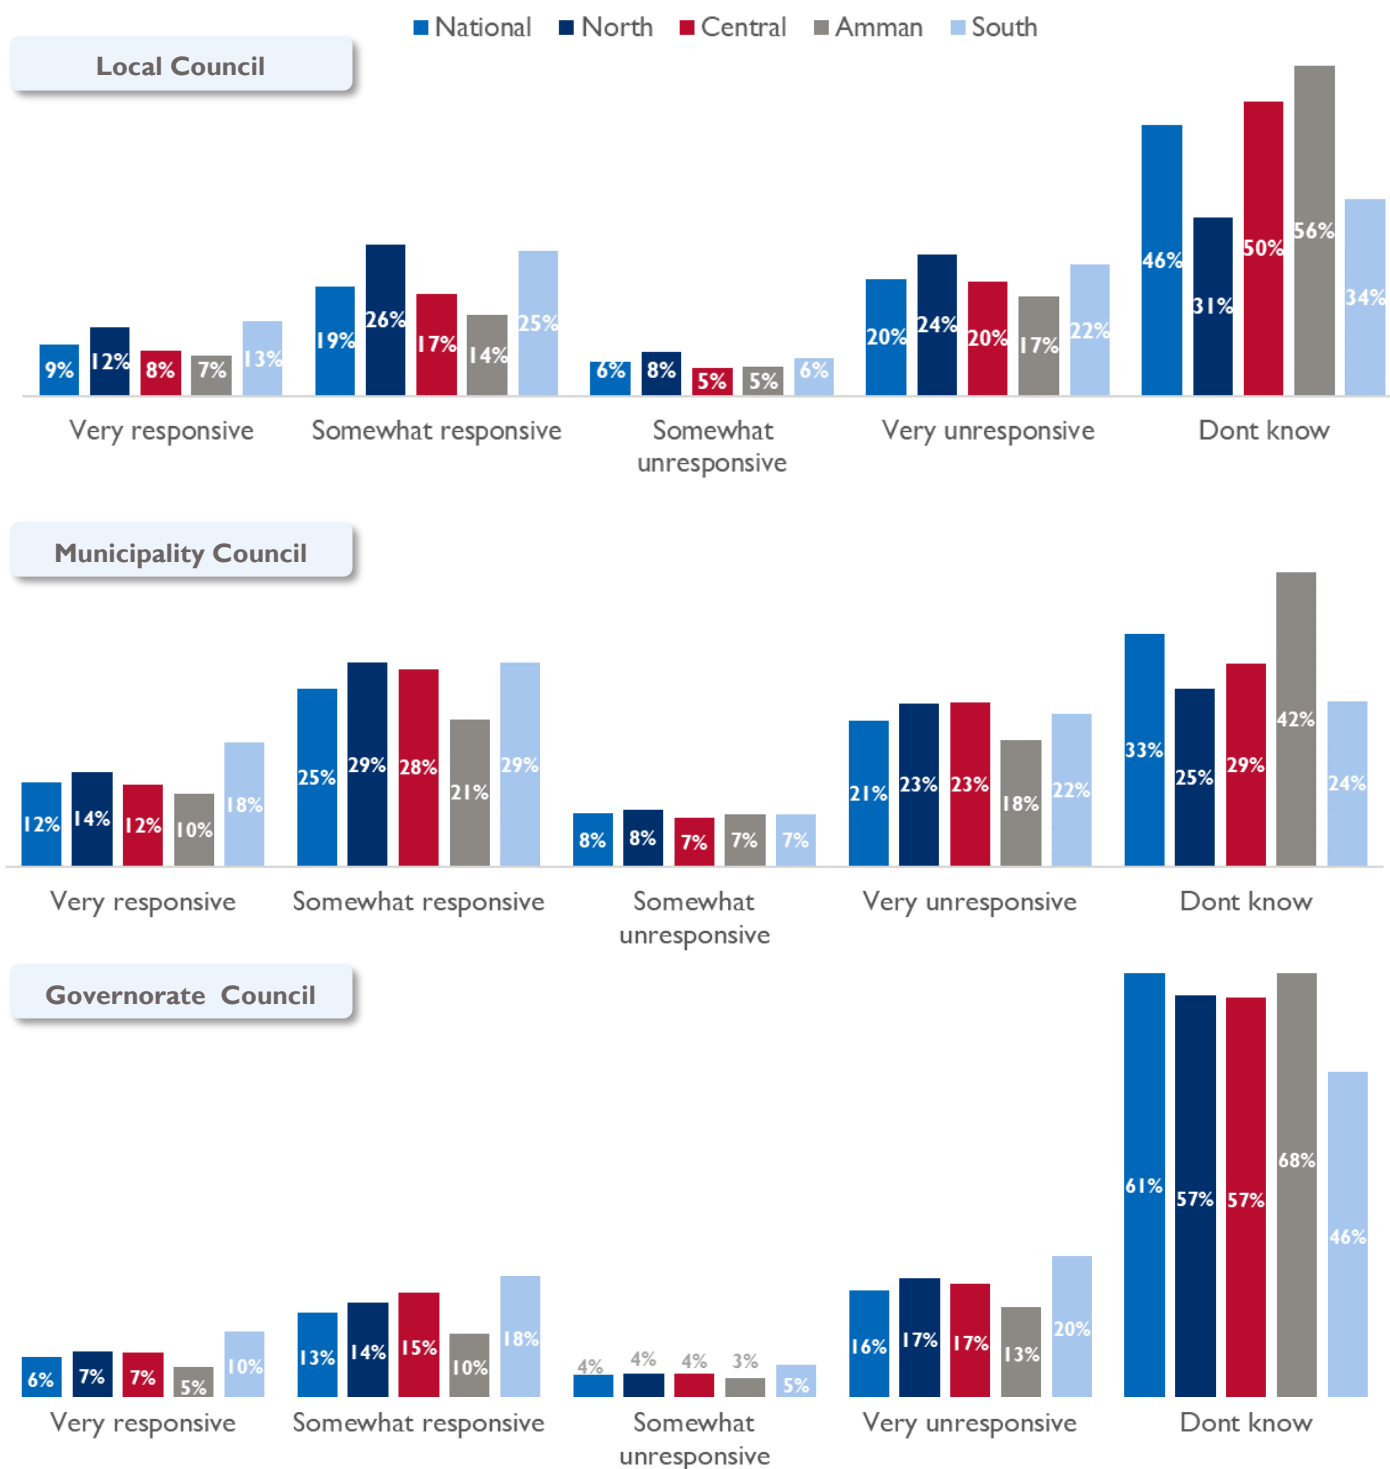 National North Central Amman South
Local Council
9% 12% 8% 7% 13% 19% 26% 17% 14% 25% 6% 8% 5% 5% 6% 20% 24% 20% 17% 22% 46% 31% 50% 56% 34%
Very responsive Somewhat responsive Somewhat Very unresponsive Dont know
unresponsive
Municipality Council
12% 14% 12% 10% 18% 25% 29% 28% 21% 29% 8% 8% 7% 7% 7% 21% 23% 23% 18% 22% 33% 25% 29% 42% 24%
Very responsive Somewhat responsive Somewhat Very unresponsive Dont know
unresponsive
Governorate Council
6% 7% 7% 5% 10% 13% 14% 15% 10% 18% 4% 4% 4% 3% 5% 16% 17% 17% 13% 20% 61% 57% 57% 68% 46%
Very responsive Somewhat responsive Somewhat Very unresponsive Dont know
unresponsive